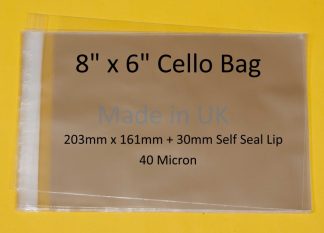 8" x 6" Cello Bag
Made in UK
203mm x 161mm + 30mm Self Seal Lip
40 Micron